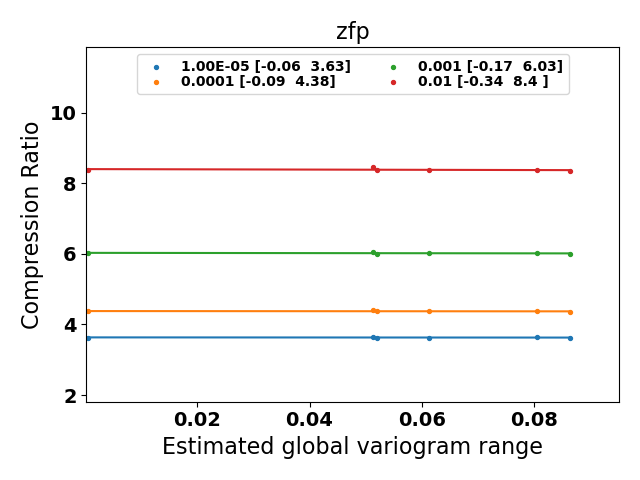 zfp
1.00E-05 [-0.06  3.63]
0.0001 [-0.09  4.38]
0.001 [-0.17  6.03]
0.01 [-0.34  8.4 ]
Compression Ratio
10
8
6
4
2
0.02 0.04 0.06 0.08
Estimated global variogram range